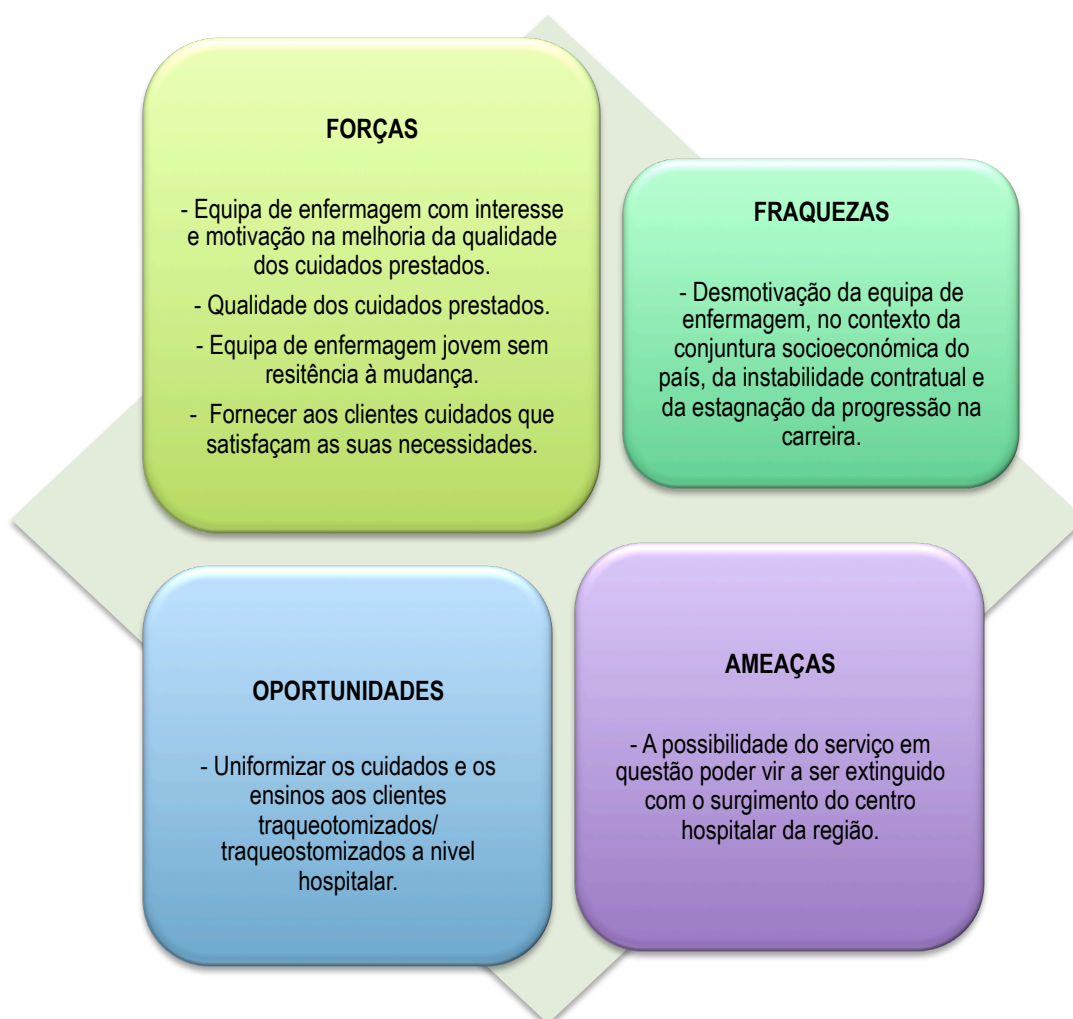 FORÇAS
- Equipa de enfermagem com interesse
e motivação na melhoria da qualidade
dos cuidados prestados.
- Qualidade dos cuidados prestados.
- Equipa de enfermagem jovem sem
resitência à mudança.
- Fornecer aos clientes cuidados que
satisfaçam as suas necessidades.
FRAQUEZAS
- Desmotivação da equipa de
enfermagem, no contexto da
conjuntura socioeconómica do
país, da instabilidade contratual e
da estagnação da progressão na
carreira.
OPORTUNIDADES
- Uniformizar os cuidados e os
ensinos aos clientes
traqueotomizados/
traqueostomizados a nivel
hospitalar.
AMEAÇAS
- A possibilidade do serviço em
questão poder vir a ser extinguido
com o surgimento do centro
hospitalar da região.